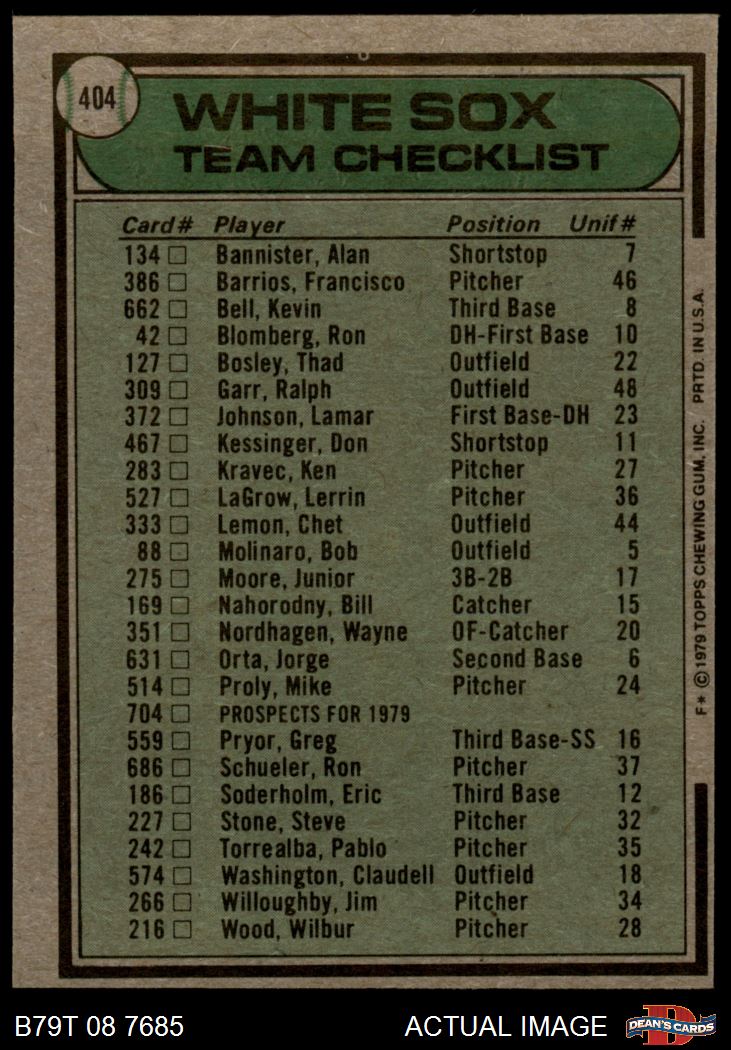 404
WHITE SOX
TEAM CHECKLIST
Card# Player Position Unif#
134 Bannister, Alan Shortstop 7
386 Barrios, Francisco Pitcher 46
662 Bell, Kevin Third Base 8
42 Blomberg, Ron DH-First Base 10
127 Bosley, Thad Outfield 22
309 Garr, Ralph Outfield 48
372 Johnson, Lamar First Base-DH 23
467 Kessinger, Don Shortstop 11
283 Kravec, Ken Pitcher 27
527 LaGrow, Lerrin Pitcher 36
333 Lemon, Chet Outfield 44
88 Molinaro, Bob Outfield 5
275 Moore, Junior 3B-2B 17
169 Nahorodny, Bill Catcher 15
351 Nordhagen, Wayne OF-Catcher 20
631 Orta, Jorge Second Base 6
514 Proly, Mike Pitcher 24
704 PROSPECTS FOR 1979
559 Pryor, Greg Third Base-SS 16
686 Schueler, Ron Pitcher 37
186 Soderholm, Eric Third Base 12
227 Stone, Steve Pitcher 32
242 Torrealba, Pablo Pitcher 35
574 Washington, Claudell Outfield 18
266 Willoughby, Jim Pitcher 34
216 Wood, Wilbur Pitcher 28
F* © 1979 TOPPS CHEWING GUM, INC. PRTD. IN U.S.A.
B79T 08 7685 ACTUAL IMAGE
DEAN'S CARDS